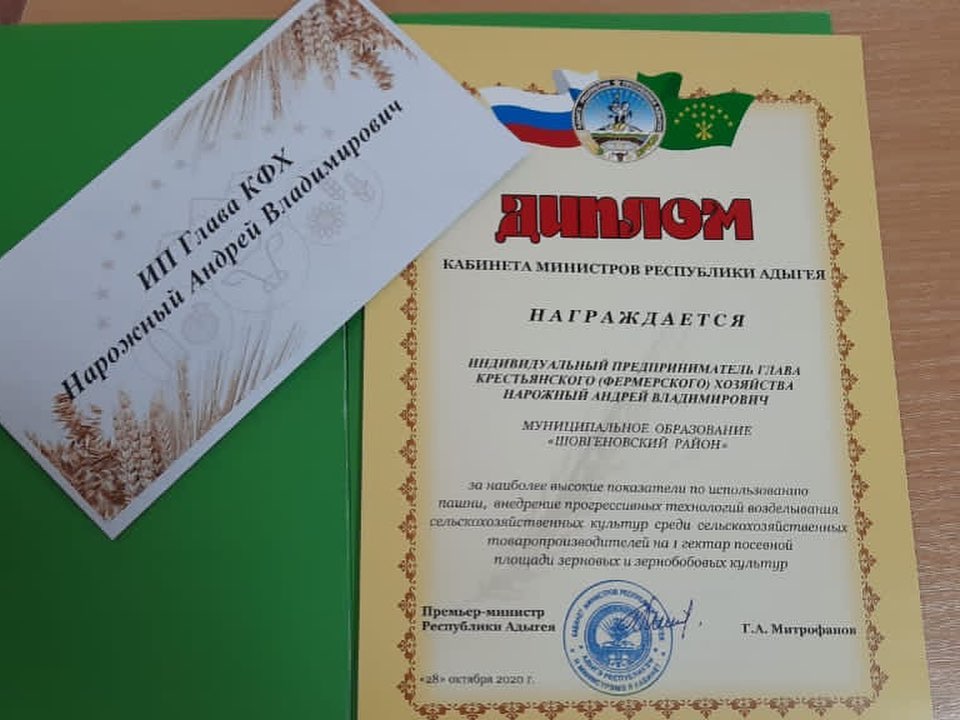 ИП Глава КФХ
Нарожный Андрей Владимирович
ДИПЛОМ
КАБИНЕТА МИНИСТРОВ РЕСПУБЛИКИ АДЫГЕЯ
НАГРАЖДАЕТСЯ
ИНДИВИДУАЛЬНЫЙ ПРЕДПРИНИМАТЕЛЬ ГЛАВА
КРЕСТЬЯНСКОГО (ФЕРМЕРСКОГО) ХОЗЯЙСТВА
НАРОЖНЫЙ АНДРЕЙ ВЛАДИМИРОВИЧ
МУНИЦИПАЛЬНОЕ ОБРАЗОВАНИЕ
«ШОВГЕНОВСКИЙ РАЙОН»
за наиболее высокие показатели по использованию
пашни, внедрение прогрессивных технологий возделывания
сельскохозяйственных культур среди сельскохозяйственных
товаропроизводителей на 1 гектар посевной
площади зерновых и зернобобовых культур
Премьер-министр
Республики Адыгея
Г.А. Митрофанов
«28» октября 2020 г.